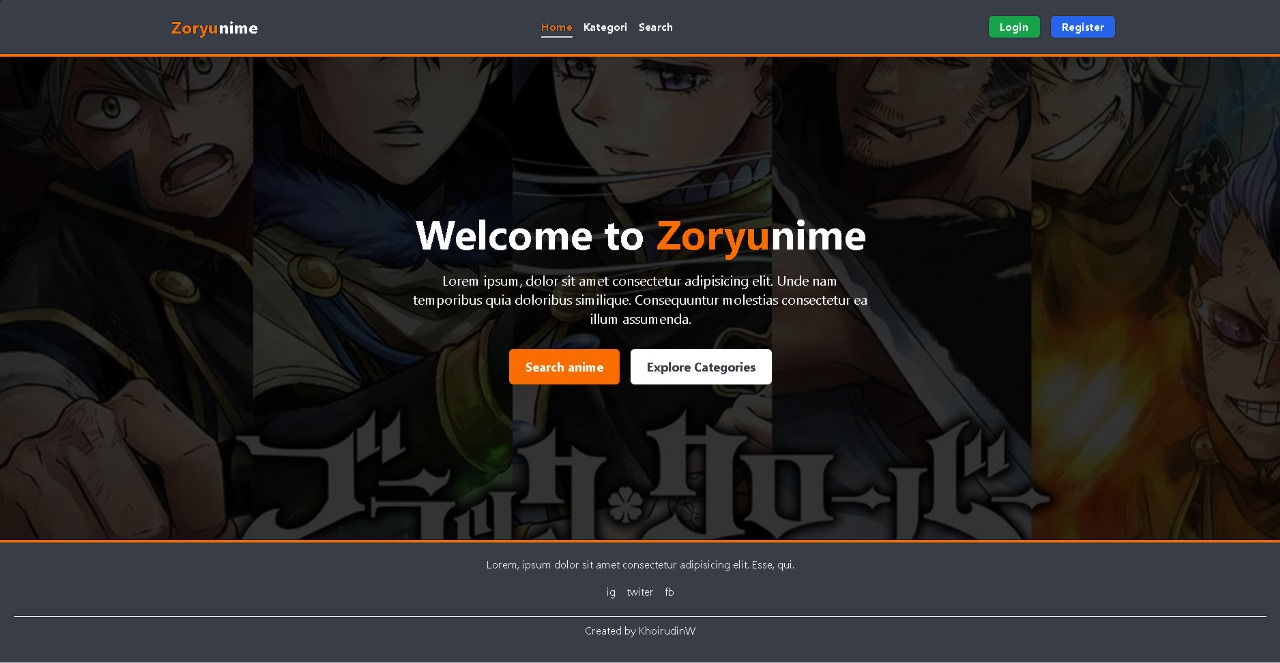 Zoryunime
Home Kategori Search
Login Register
Welcome to Zoryunime
Lorem ipsum, dolor sit amet consectetur adipisicing elit. Unde nam
temporibus quia doloribus similique. Consequuntur molestias consectetur ea
illum assumenda.
Search anime Explore Categories
ブラッククローバー
Lorem, ipsum dolor sit amet consectetur adipisicing elit. Esse, qui.
ig twiter fb
Created by KhoirudinW